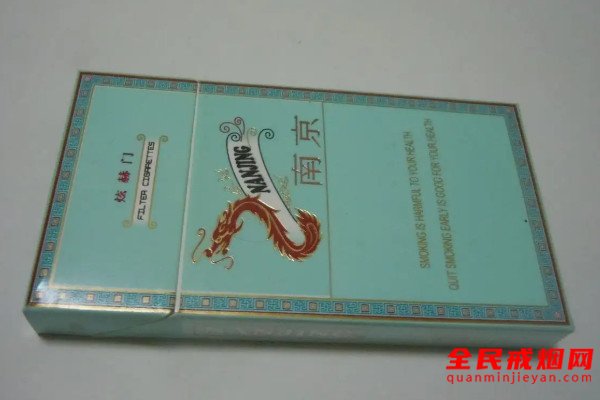 炫赫门
FILTER CIGARETTES
NANJING
南京
SMOKING IS HARMFUL TO YOUR HEALTH
QUIT SMOKING EARLY IS GOOD FOR YOUR HEALTH
全民戒烟网
quanminjieyan.com